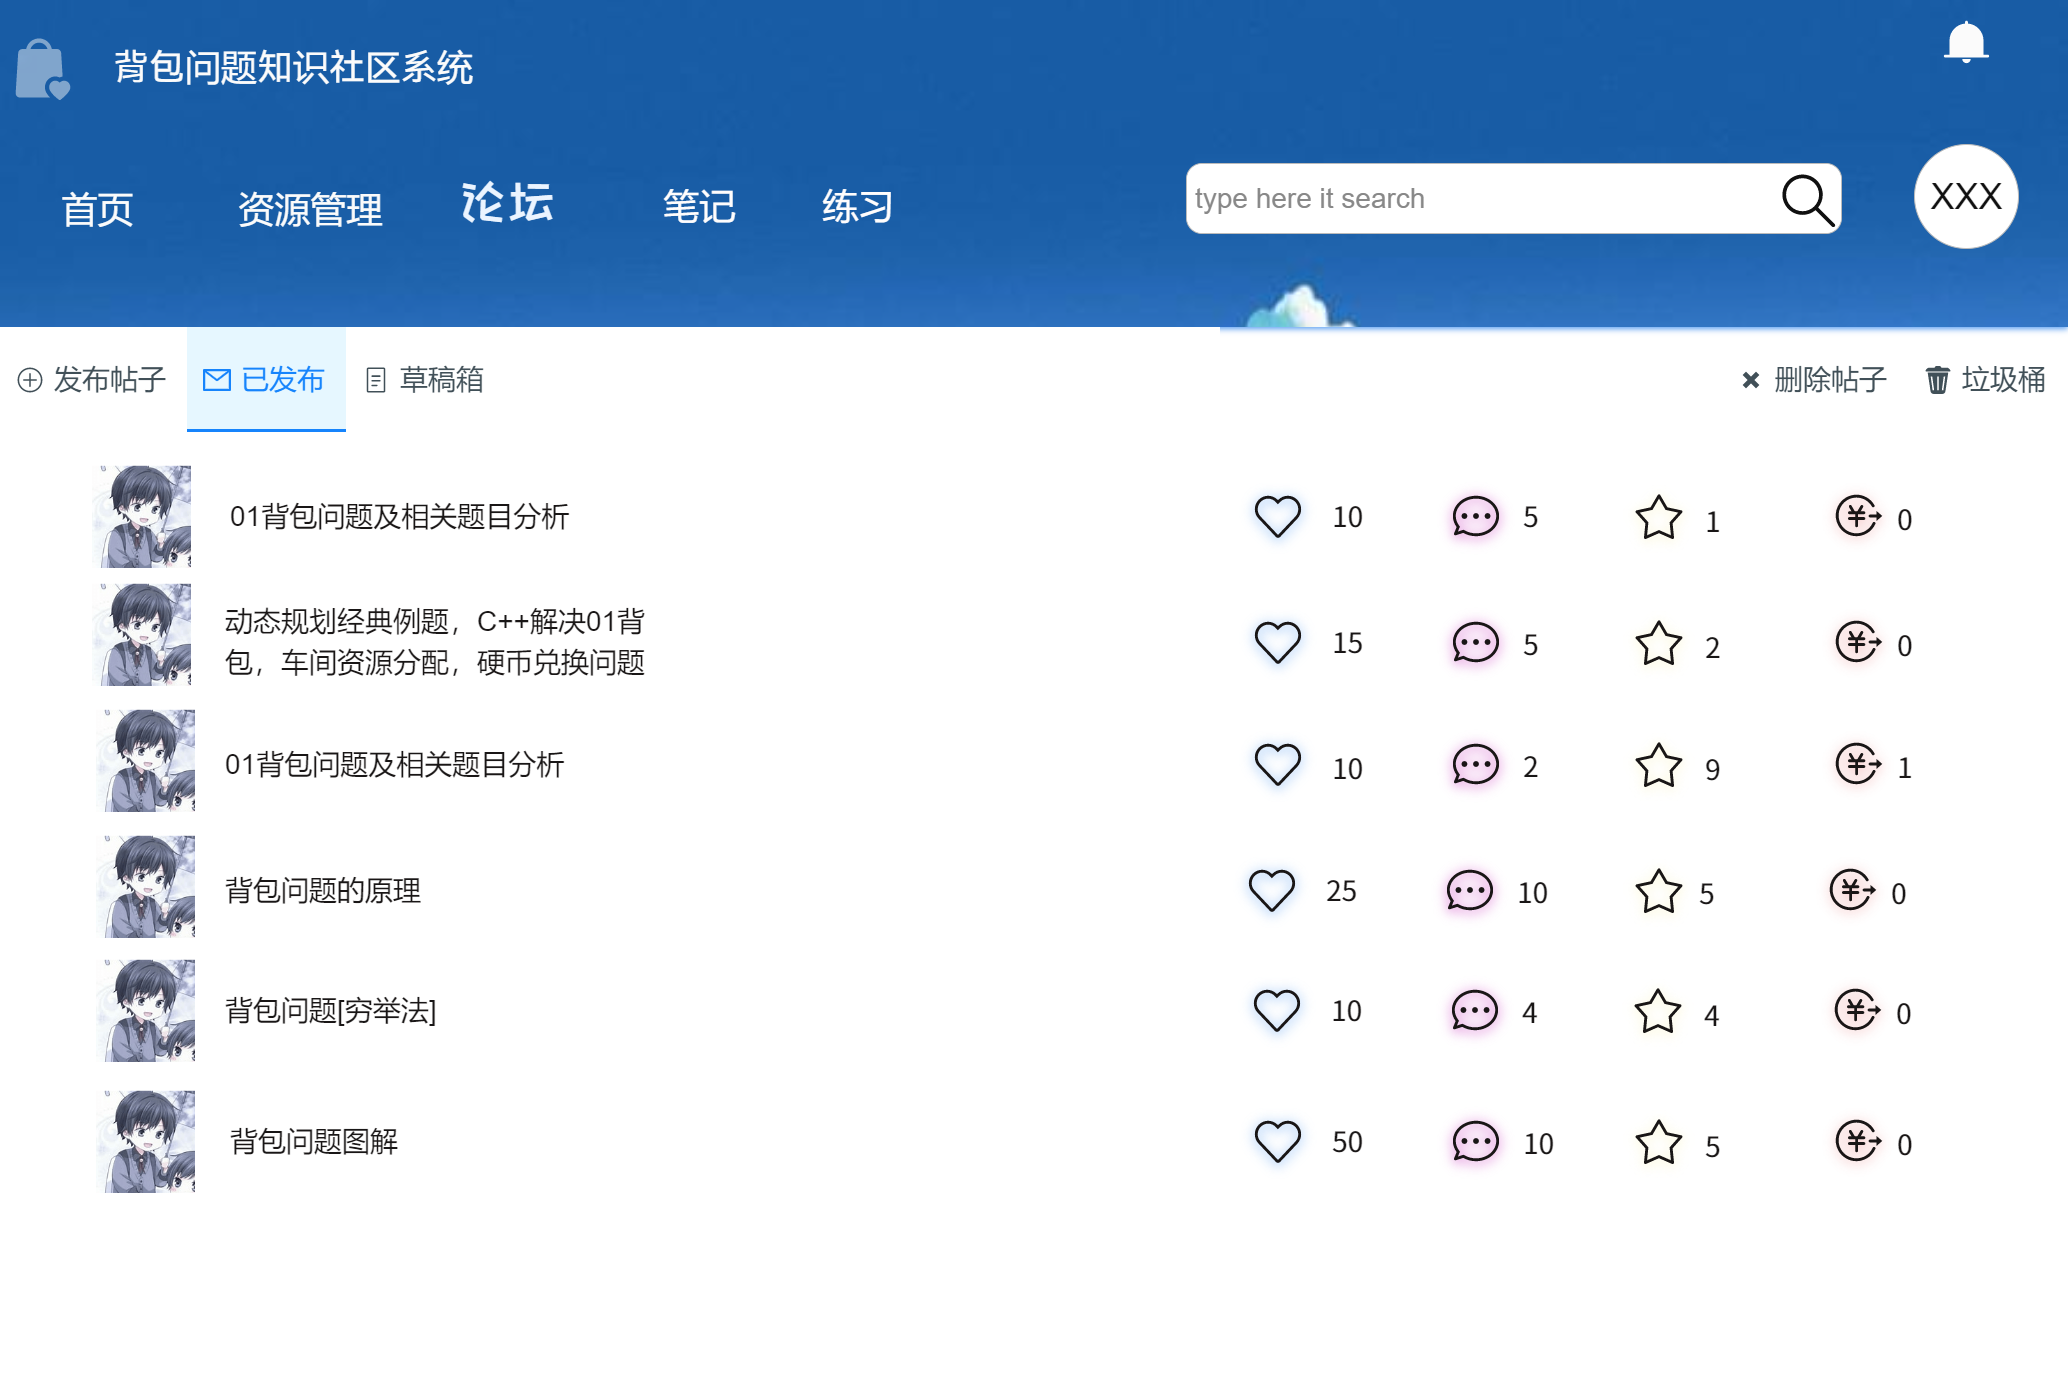 背包问题知识社区系统
首页 资源管理 论坛 笔记 练习 type here it search XXX
发布帖子 已发布 草稿箱 删除帖子 垃圾桶
01背包问题及相关题目分析 10 5 1 0
动态规划经典例题，C++解决01背
包，车间资源分配，硬币兑换问题 15 5 2 0
01背包问题及相关题目分析 10 2 9 1
背包问题的原理 25 10 5 0
背包问题[穷举法] 10 4 4 0
背包问题图解 50 10 5 0